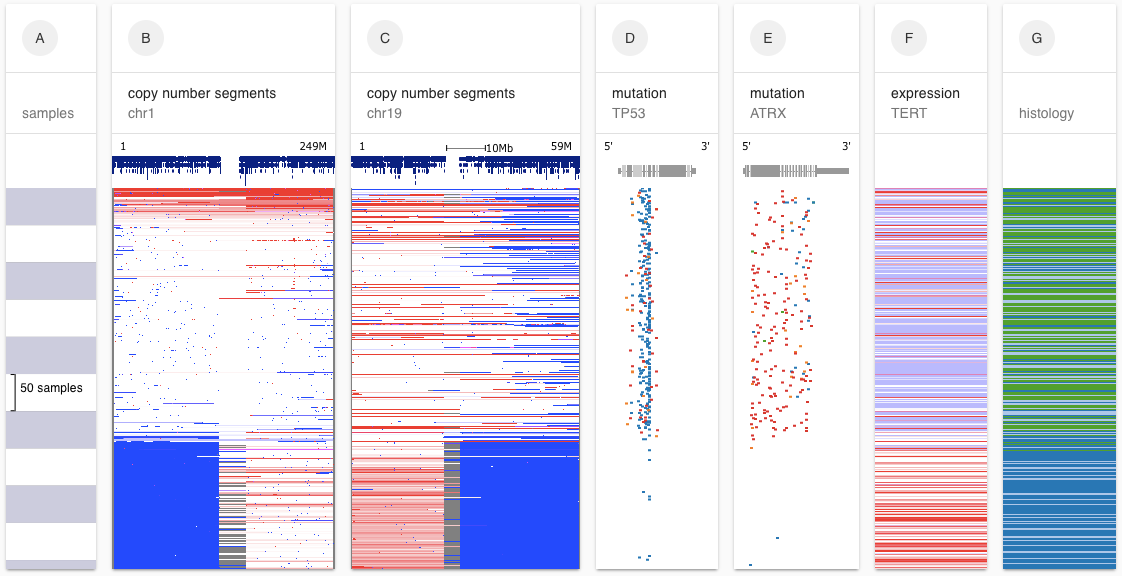 A
B
C
D
E
F
G
samples
copy number segments
chr1
copy number segments
chr19
mutation
TP53
mutation
ATRX
expression
TERT
histology
1
249M
1
10Mb
59M
5'
3'
5'
3'
50 samples